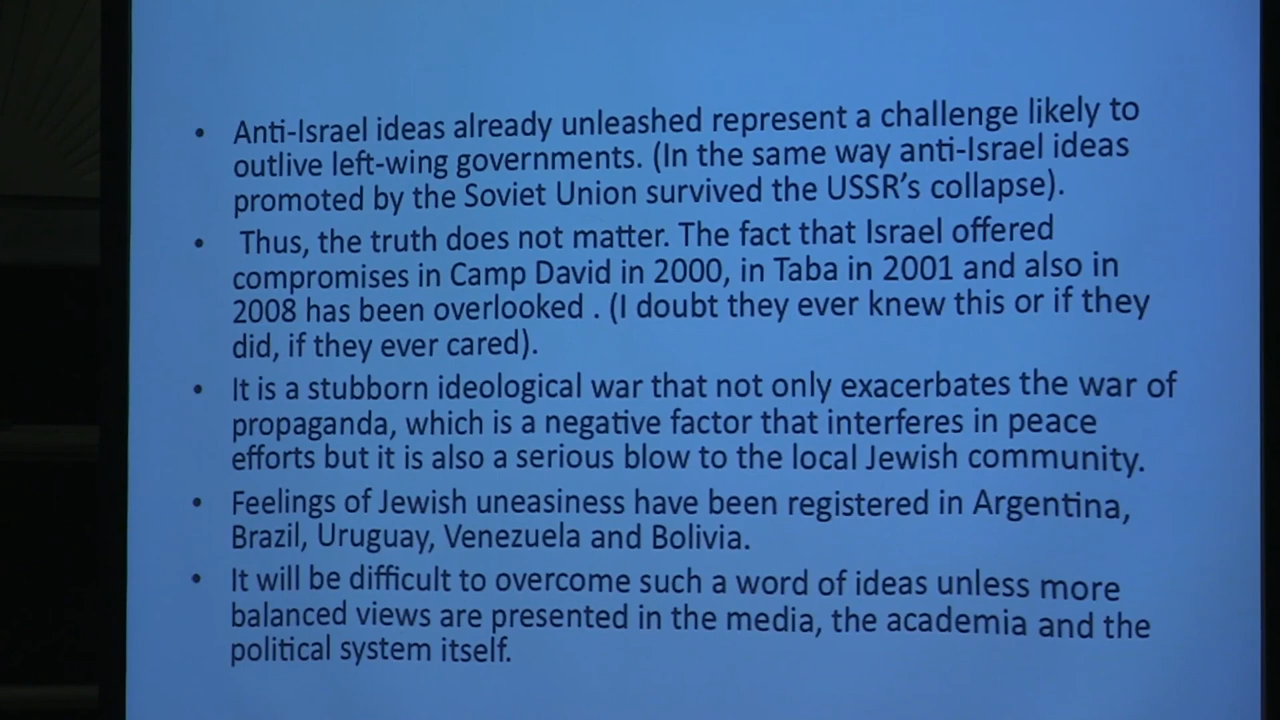 • Anti-Israel ideas already unleashed represent a challenge likely to
outlive left-wing governments. (In the same way anti-Israel ideas
promoted by the Soviet Union survived the USSR's collapse).
• Thus, the truth does not matter. The fact that Israel offered
compromises in Camp David in 2000, in Taba in 2001 and also in
2008 has been overlooked . (I doubt they ever knew this or if they
did, if they ever cared).
• It is a stubborn ideological war that not only exacerbates the war of
propaganda, which is a negative factor that interferes in peace
efforts but it is also a serious blow to the local Jewish community.
• Feelings of Jewish uneasiness have been registered in Argentina,
Brazil, Uruguay, Venezuela and Bolivia.
• It will be difficult to overcome such a word of ideas unless more
balanced views are presented in the media, the academia and the
political system itself.